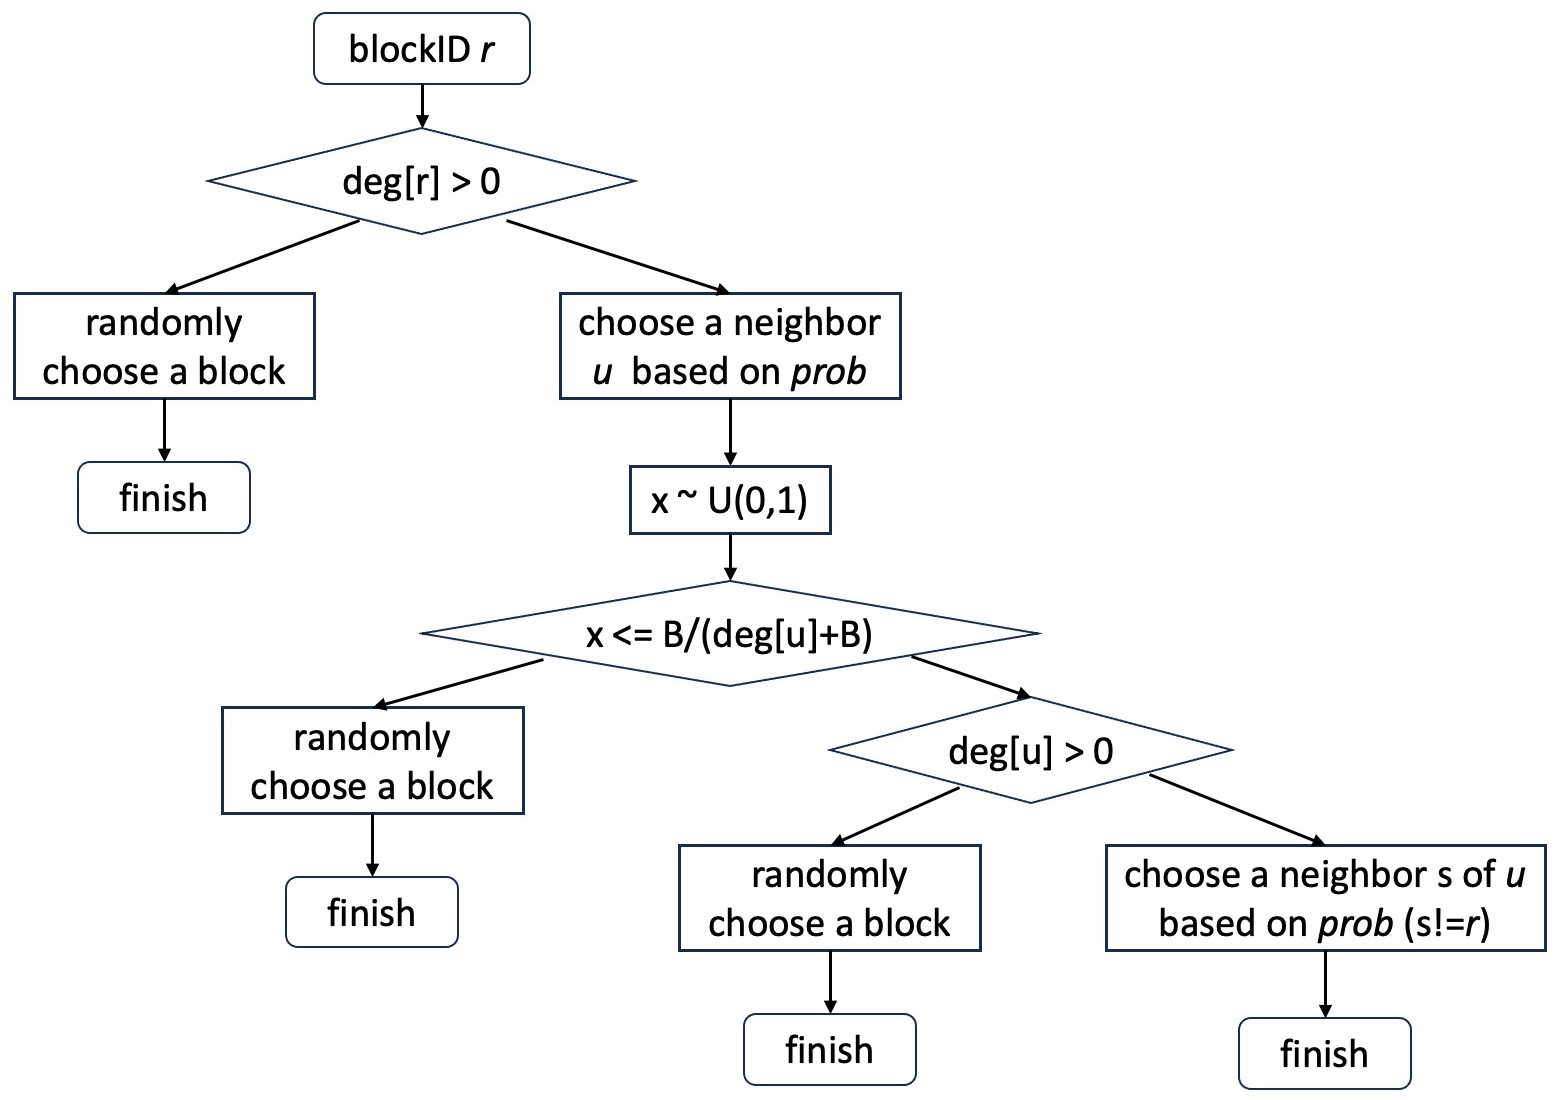 blockID r
deg[r] > 0
randomly
choose a block
finish
choose a neighbor
u based on prob
x ~ U(0,1)
x <= B/(deg[u]+B)
randomly
choose a block
finish
deg[u] > 0
randomly
choose a block
finish
choose a neighbor s of u
based on prob (s!=r)
finish